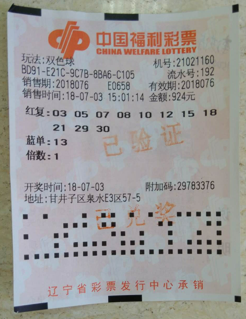 中国福利彩票
CHINA WELFARE LOTTERY
玩法:双色球 机号:21021160
BD91-E21C-9C7B-8BA6-C105 流水号:192
销售期:2018076 E0658 有效期:2018076
销售时间:18-07-03 15:01:14 金额:924元
红复:03 05 07 08 10 12 15 18
21 29 30
蓝单:13
倍数:1
已验证
开奖时间:18-07-03 附加码:29783376
地址:甘井子区泉水E3区57-5
已兑奖
辽宁省彩票发行中心承销